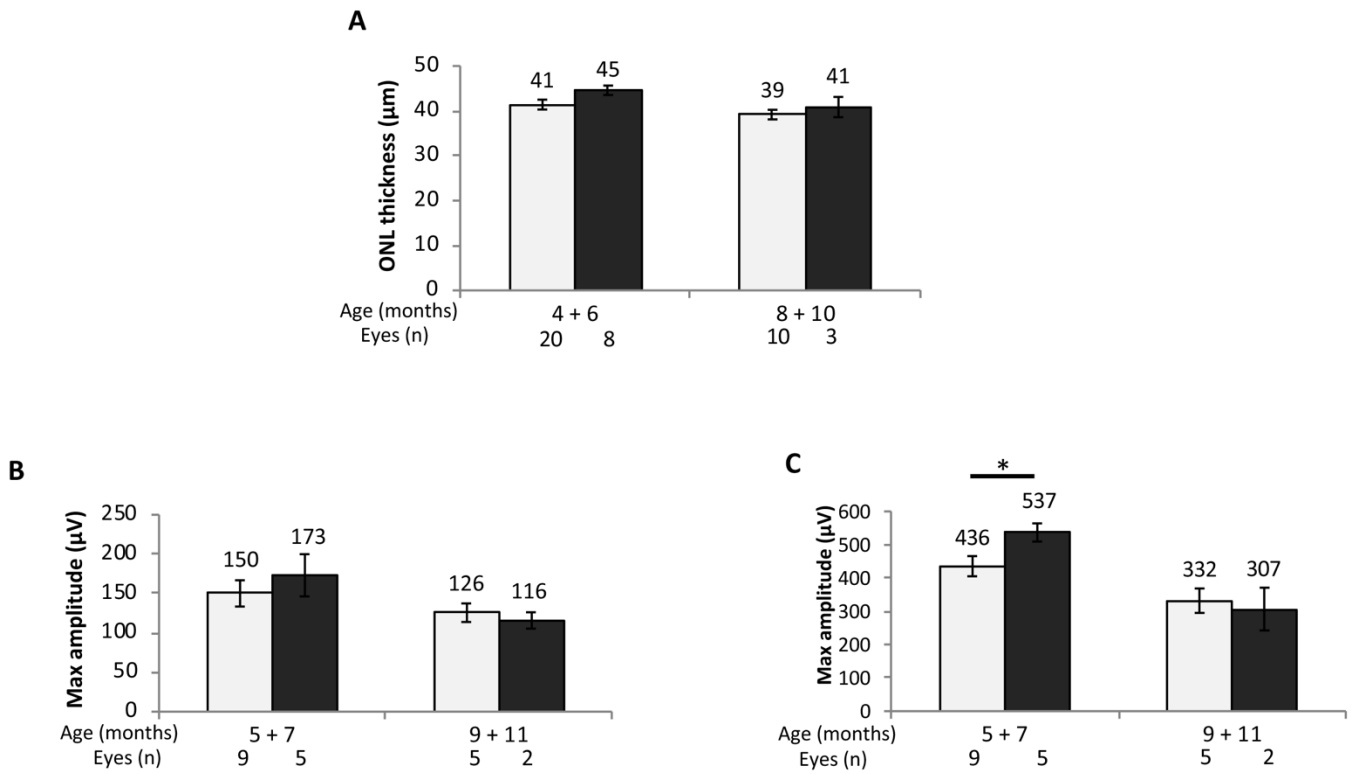 A
ONL thickness (µm)
50
40
30
20
10
0
41 45 39 41
Age (months) 4 + 6 8 + 10
Eyes (n) 20 8 10 3
B
Max amplitude (µV)
250
200
150
100
50
0
150 173 126 116
Age (months) 5 + 7 9 + 11
Eyes (n) 9 5 5 2
C
*
Max amplitude (µV)
600
500
400
300
200
100
0
436 537 332 307
Age (months) 5 + 7 9 + 11
Eyes (n) 9 5 5 2